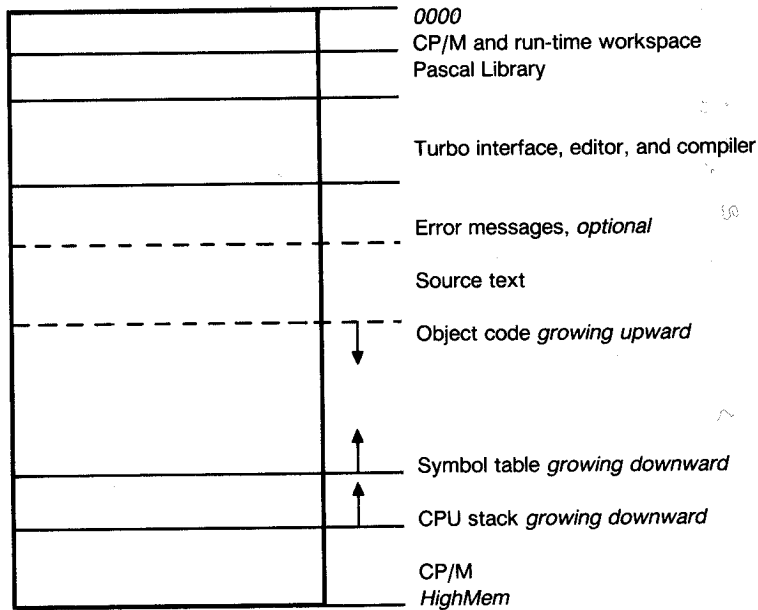 0000
CP/M and run-time workspace
Pascal Library
Turbo interface, editor, and compiler
Error messages, optional
Source text
Object code growing upward
Symbol table growing downward
CPU stack growing downward
CP/M
HighMem